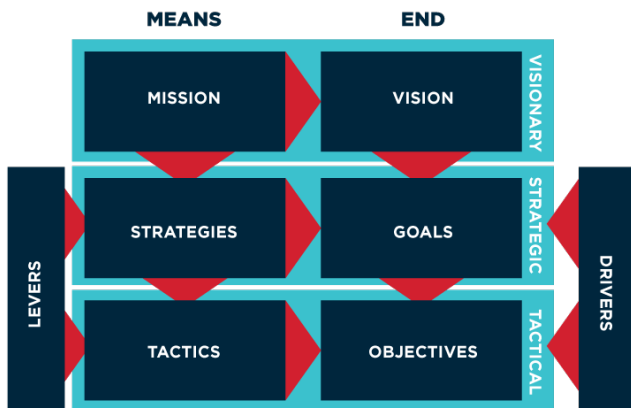 MEANS
END
MISSION
VISION
VISIONARY
STRATEGIES
GOALS
STRATEGIC
LEVERS
DRIVERS
TACTICS
OBJECTIVES
TACTICAL